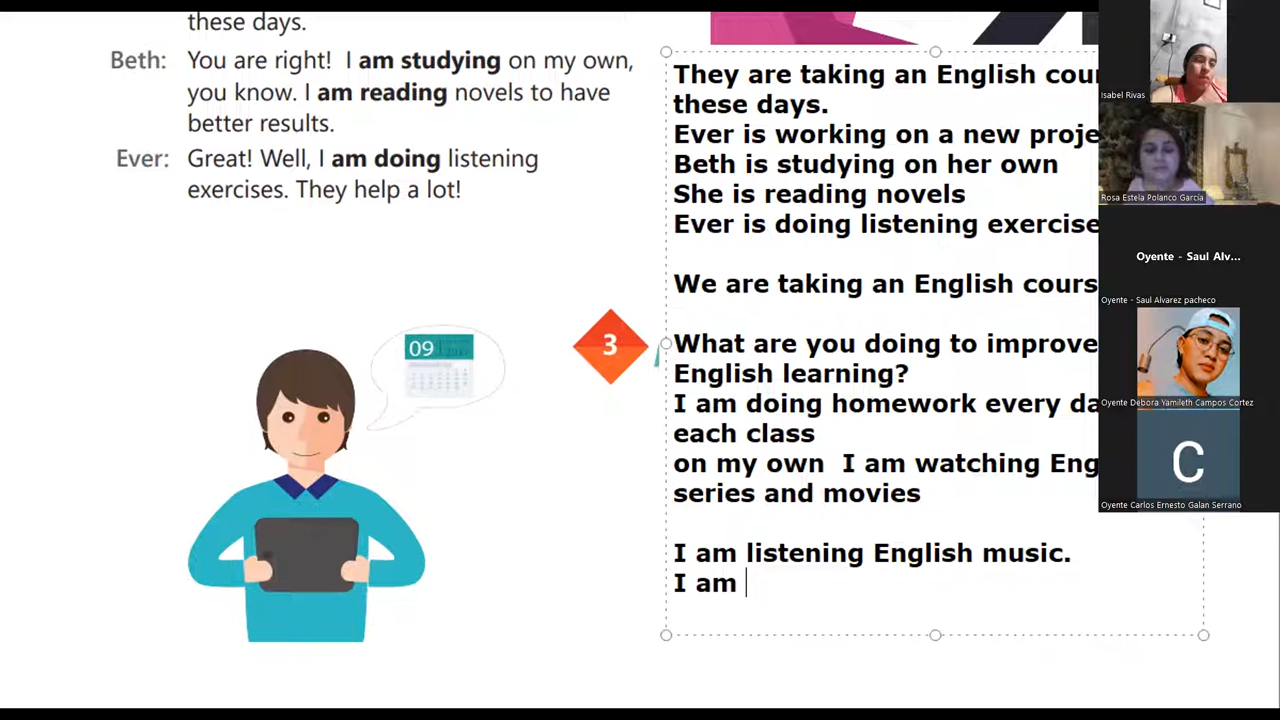 these days.
Beth: You are right! I am studying on my own,
you know. I am reading novels to have
better results.
Ever: Great! Well, I am doing listening
exercises. They help a lot!
09
3
They are taking an English cour
these days.
Ever is working on a new proje
Beth is studying on her own
She is reading novels
Ever is doing listening exercise
We are taking an English cours
What are you doing to improve
English learning?
I am doing homework every da
each class
on my own I am watching Eng
series and movies
I am listening English music.
I am
Isabel Rivas
Rosa Estela Polanco García
Oyente - Saul Alv...
Oyente - Saul Alvarez pacheco
Oyente Debora Yamileth Campos Cortez
C
Oyente Carlos Ernesto Galan Serrano